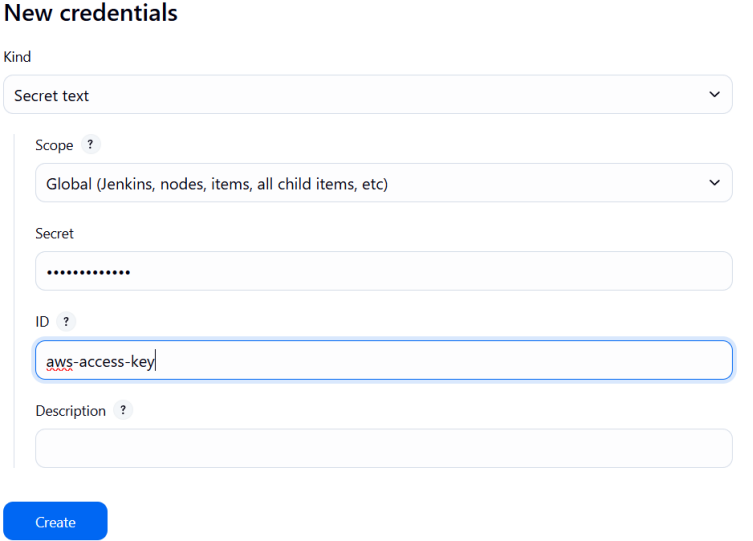 New credentials
Kind
Secret text
Scope ?
Global (Jenkins, nodes, items, all child items, etc)
Secret
•••••••••••••
ID ?
aws-access-key
Description ?
Create